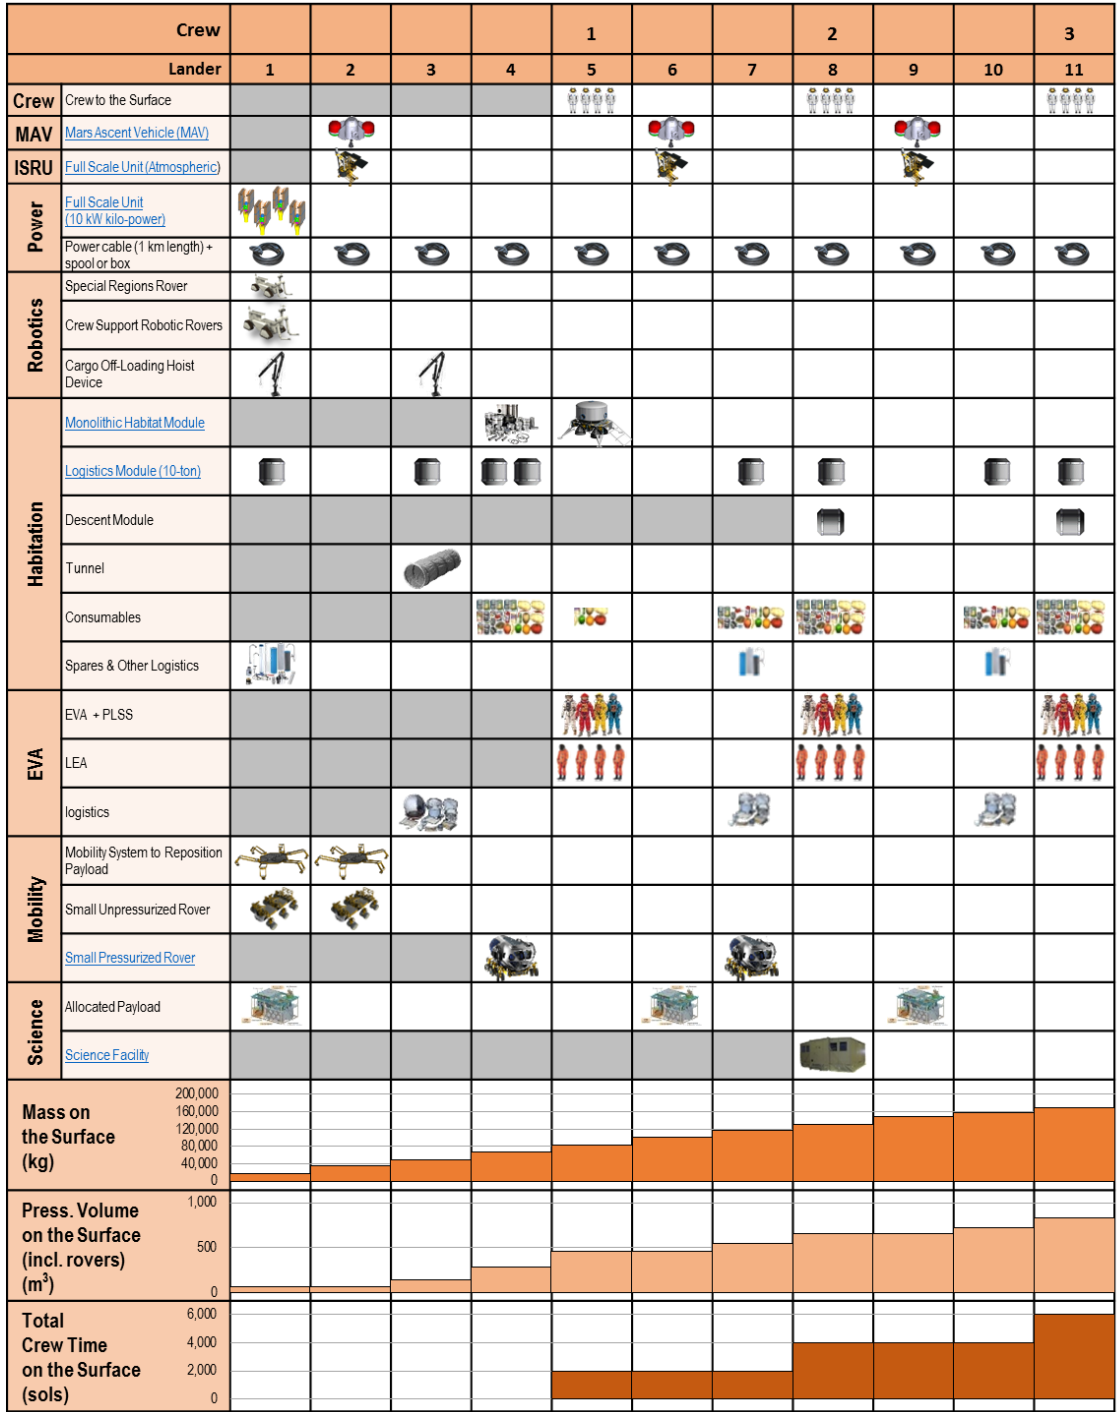 Crew 1 2 3
Lander 1 2 3 4 5 6 7 8 9 10 11
Crew Crew to the Surface
MAV Mars Ascent Vehicle (MAV)
ISRU Full Scale Unit (Atmospheric)
Power
Full Scale Unit
(10 kW kilo-power)
Power cable (1 km length) +
spool or box
Robotics
Special Regions Rover
Crew Support Robotic Rovers
Cargo Off-Loading Hoist
Device
Habitation
Monolithic Habitat Module
Logistics Module (10-ton)
Descent Module
Tunnel
Consumables
Spares & Other Logistics
EVA
EVA + PLSS
LEA
logistics
Mobility
Mobility System to Reposition
Payload
Small Unpressurized Rover
Small Pressurized Rover
Science
Allocated Payload
Science Facility
Mass on
the Surface
(kg)
200,000
160,000
120,000
80,000
40,000
0
Press. Volume
on the Surface
(incl. rovers)
(m³)
1,000
500
0
Total
Crew Time
on the Surface
(sols)
6,000
4,000
2,000
0